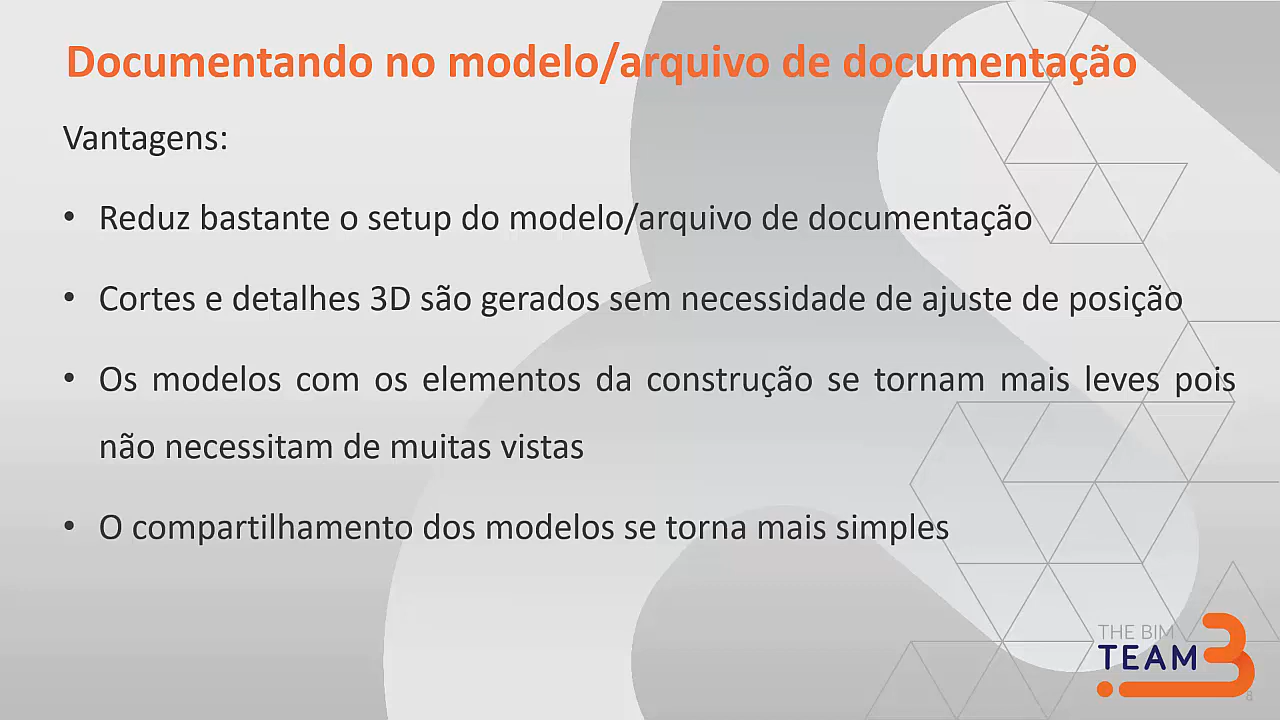 Documentando no modelo/arquivo de documentação
Vantagens:
• Reduz bastante o setup do modelo/arquivo de documentação
• Cortes e detalhes 3D são gerados sem necessidade de ajuste de posição
• Os modelos com os elementos da construção se tornam mais leves pois
não necessitam de muitas vistas
• O compartilhamento dos modelos se torna mais simples
THE BIM
TEAM
8